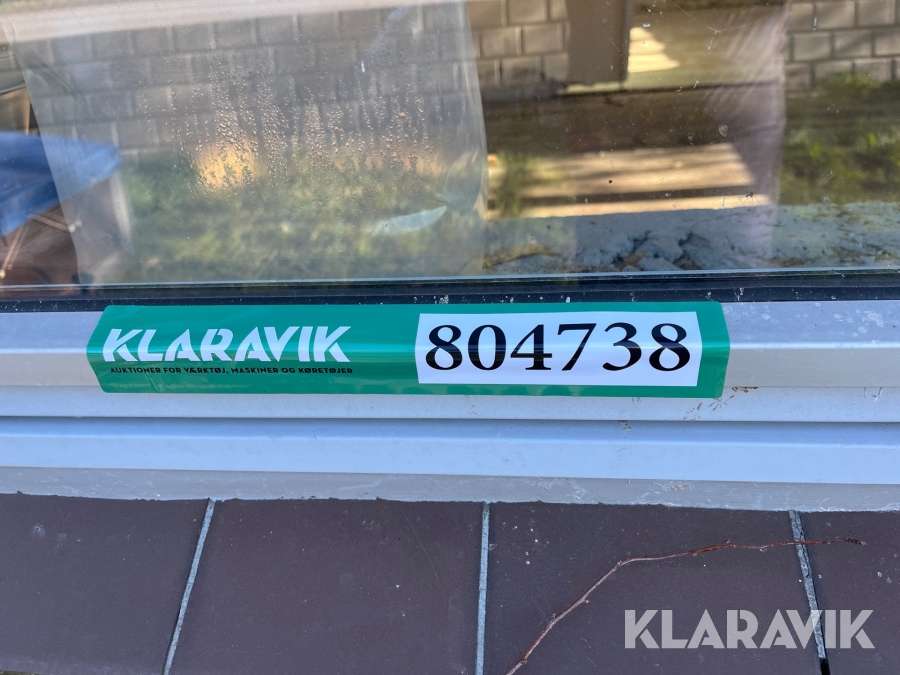 KLARAVIK
AUKTIONER FOR VÆRKTØJ, MASKINER OG KØRETØJER
804738
KLARAVIK